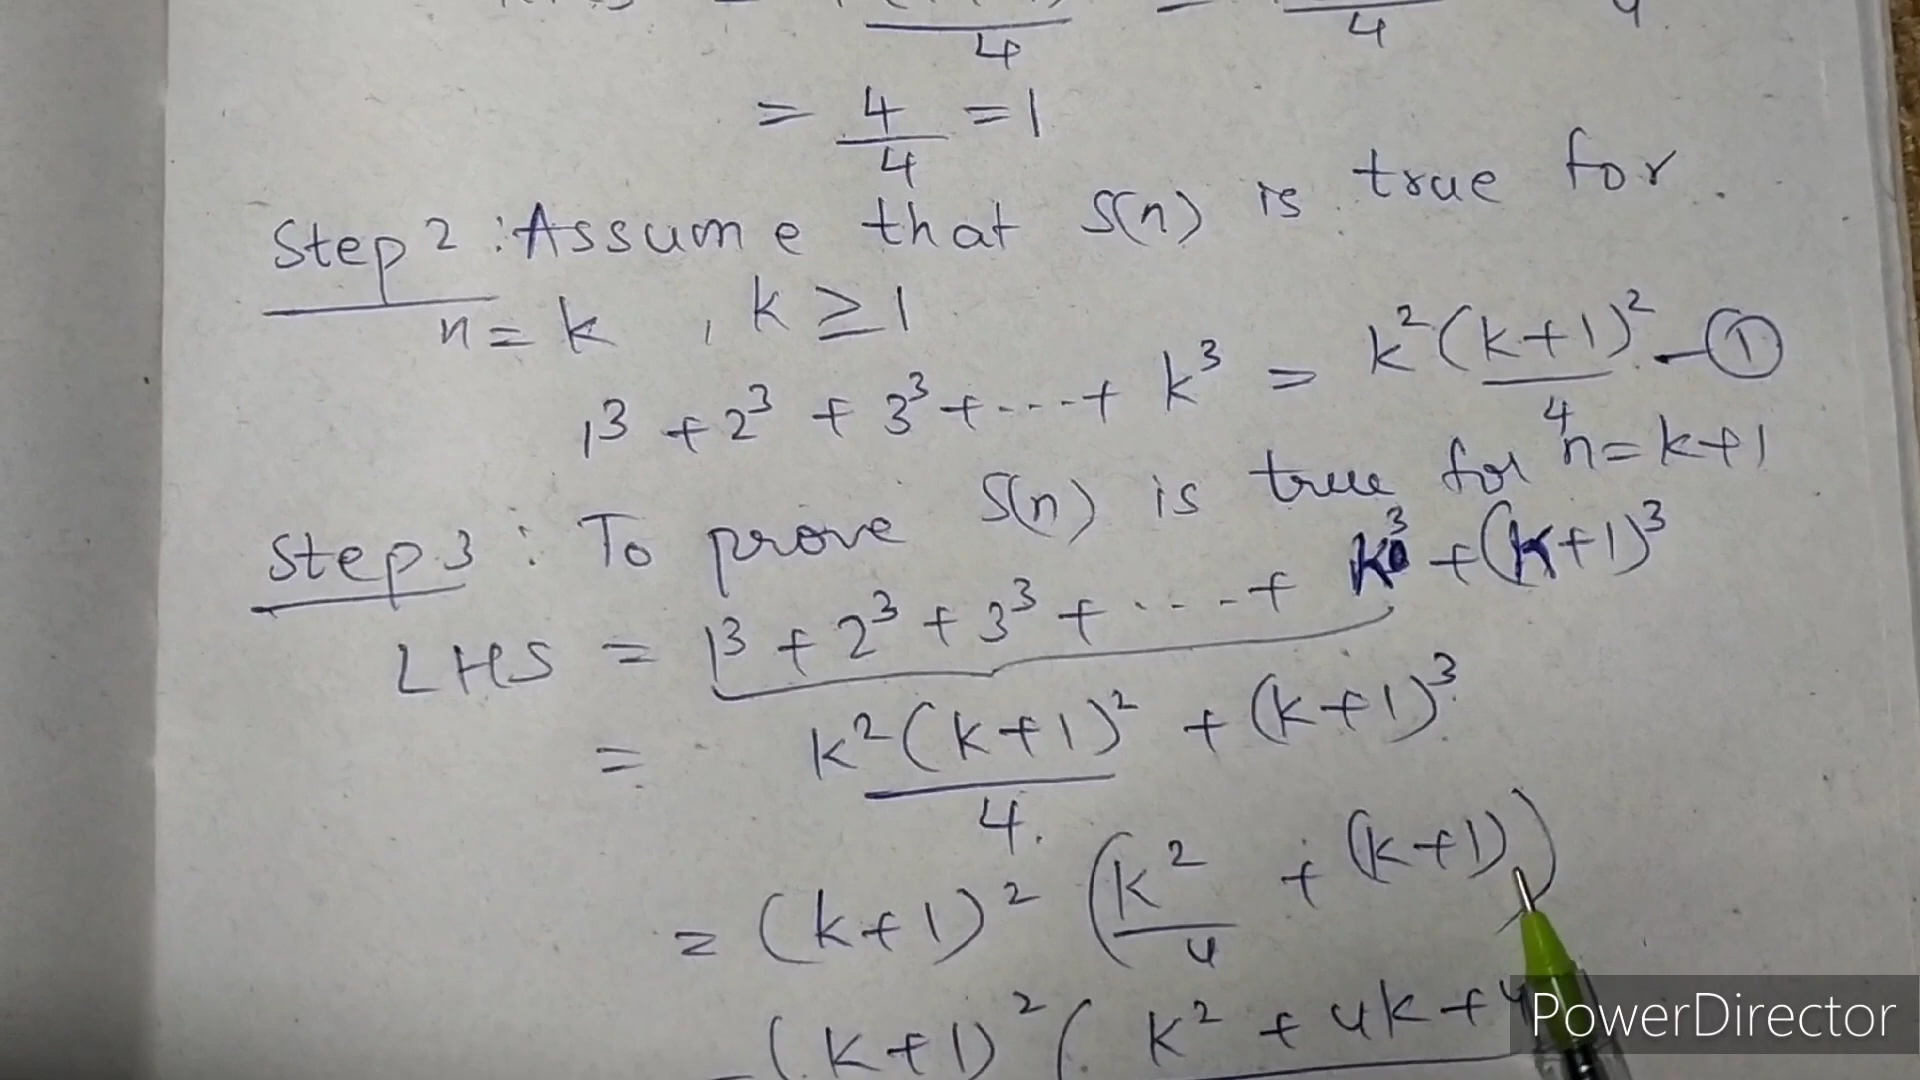 4 = 4
= 4/4 = 1
Step 2 : Assume that S(n) is true for
n = k , k ≥ 1
1³ + 2³ + 3³ + ---- + k³ = k²(k+1)²/4 — ①
Step 3 : To prove S(n) is true for n = k+1
LHS = 1³ + 2³ + 3³ + ---- + k³ + (k+1)³
= k²(k+1)²/4 + (k+1)³
= (k+1)² (k²/4 + (k+1))
= (k+1)² ( k² + 4k + 4
PowerDirector